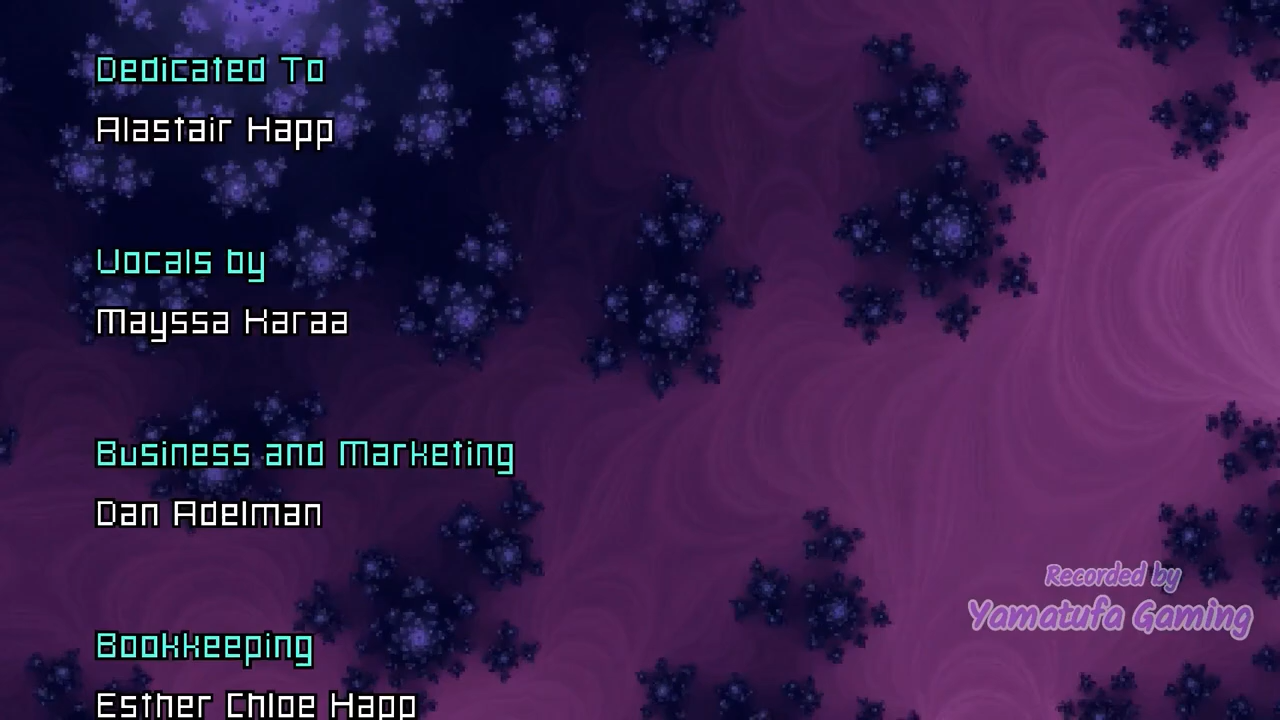 Dedicated To
Alastair Happ
Vocals by
Mayssa Karaa
Business and Marketing
Dan Adelman
Recorded by
Yamatufa Gaming
Bookkeeping
Esther Chloe Happ